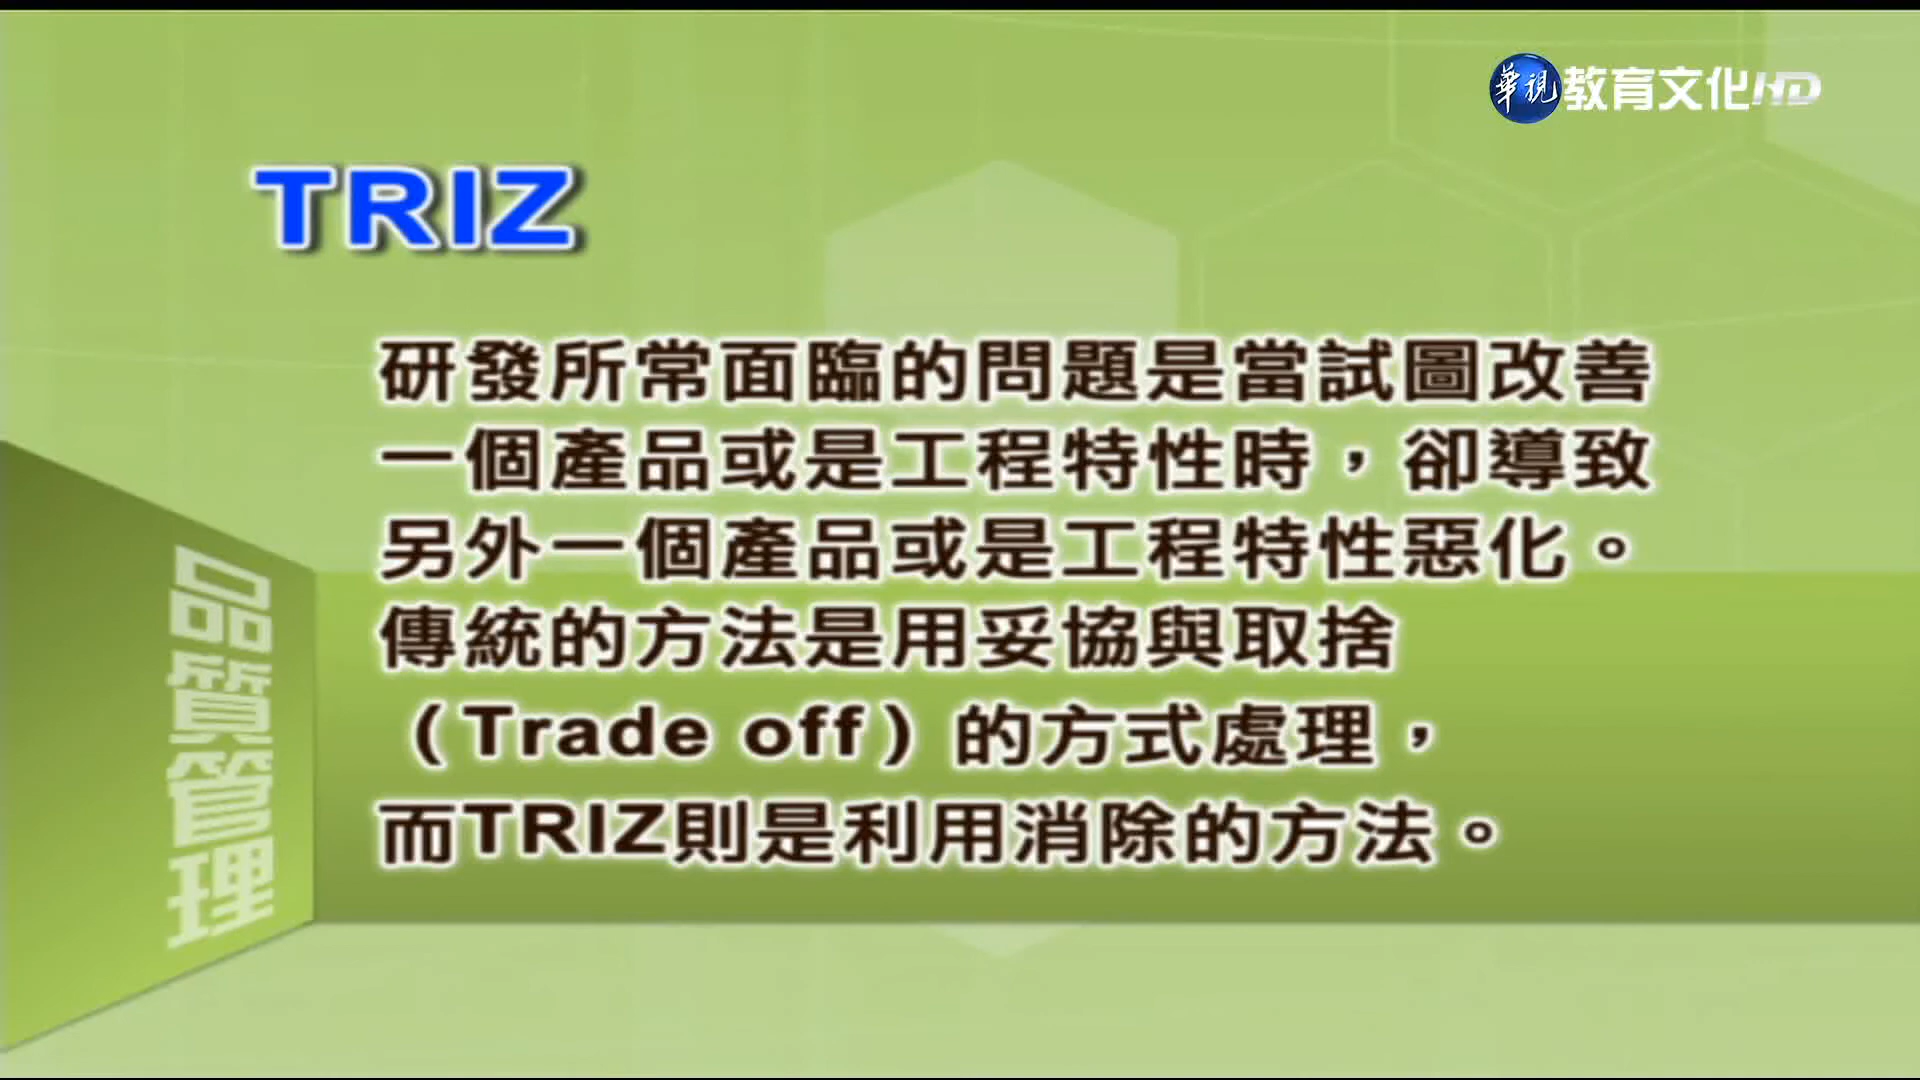 華視教育文化HD
TRIZ
研發所常面臨的問題是當試圖改善
一個產品或是工程特性時，卻導致
另外一個產品或是工程特性惡化。
傳統的方法是用妥協與取捨
（Trade off）的方式處理，
而TRIZ則是利用消除的方法。
品質管理